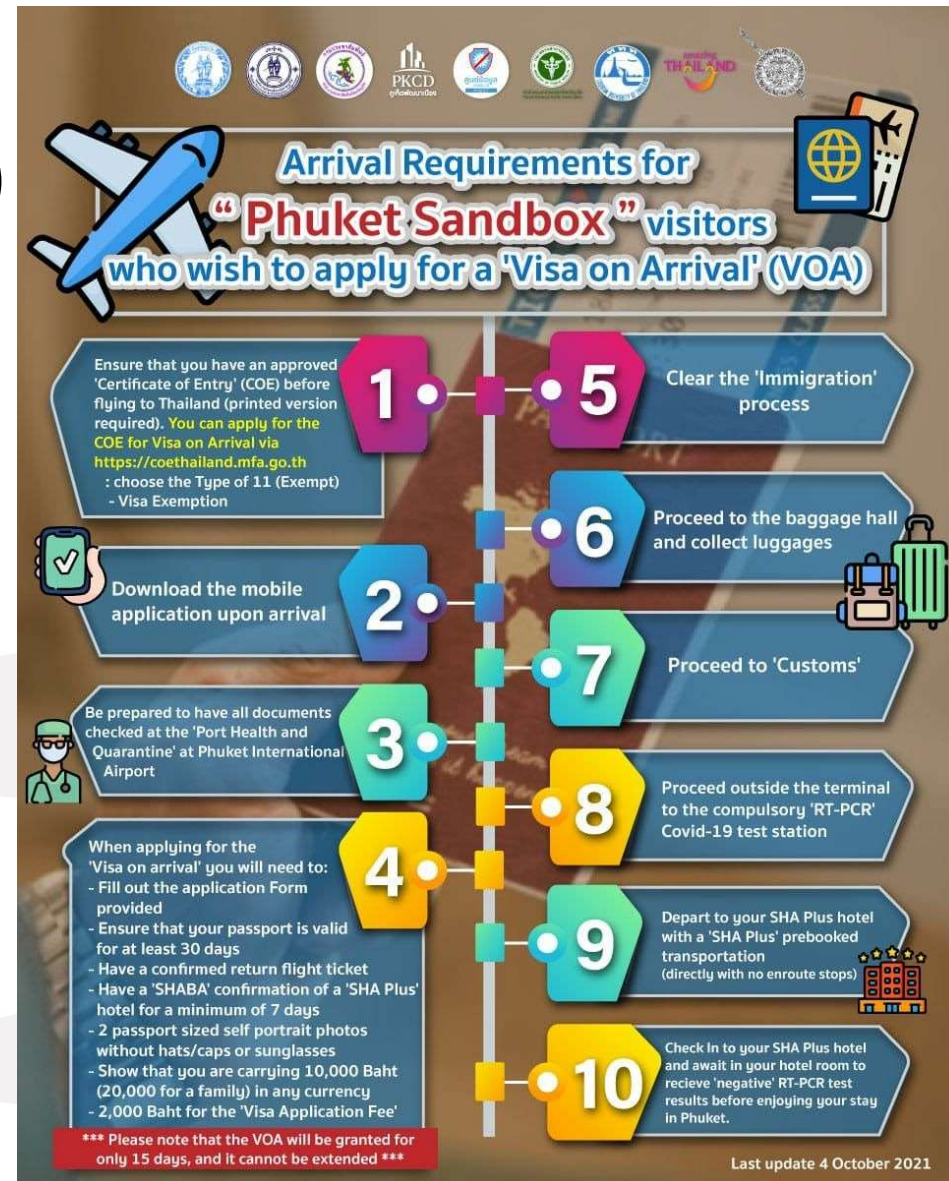 PKCD
ภูเก็ตพัฒนาเมือง
AMAZING
THAILAND
Arrival Requirements for
“ Phuket Sandbox ” visitors
who wish to apply for a 'Visa on Arrival' (VOA)
1
Ensure that you have an approved
'Certificate of Entry' (COE) before
flying to Thailand (printed version
required). You can apply for the
COE for Visa on Arrival via
https://coethailand.mfa.go.th
: choose the Type of 11 (Exempt)
- Visa Exemption
2
Download the mobile
application upon arrival
3
Be prepared to have all documents
checked at the 'Port Health and
Quarantine' at Phuket International
Airport
4
When applying for the
'Visa on arrival' you will need to:
- Fill out the application Form
provided
- Ensure that your passport is valid
for at least 30 days
- Have a confirmed return flight ticket
- Have a 'SHABA' confirmation of a 'SHA Plus'
hotel for a minimum of 7 days
- 2 passport sized self portrait photos
without hats/caps or sunglasses
- Show that you are carrying 10,000 Baht
(20,000 for a family) in any currency
- 2,000 Baht for the 'Visa Application Fee'
*** Please note that the VOA will be granted for
only 15 days, and it cannot be extended ***
5
Clear the 'Immigration'
process
6
Proceed to the baggage hall
and collect luggages
7
Proceed to 'Customs'
8
Proceed outside the terminal
to the compulsory 'RT-PCR'
Covid-19 test station
9
Depart to your SHA Plus hotel
with a 'SHA Plus' prebooked
transportation
(directly with no enroute stops)
10
Check In to your SHA Plus hotel
and await in your hotel room to
recieve 'negative' RT-PCR test
results before enjoying your stay
in Phuket.
Last update 4 October 2021